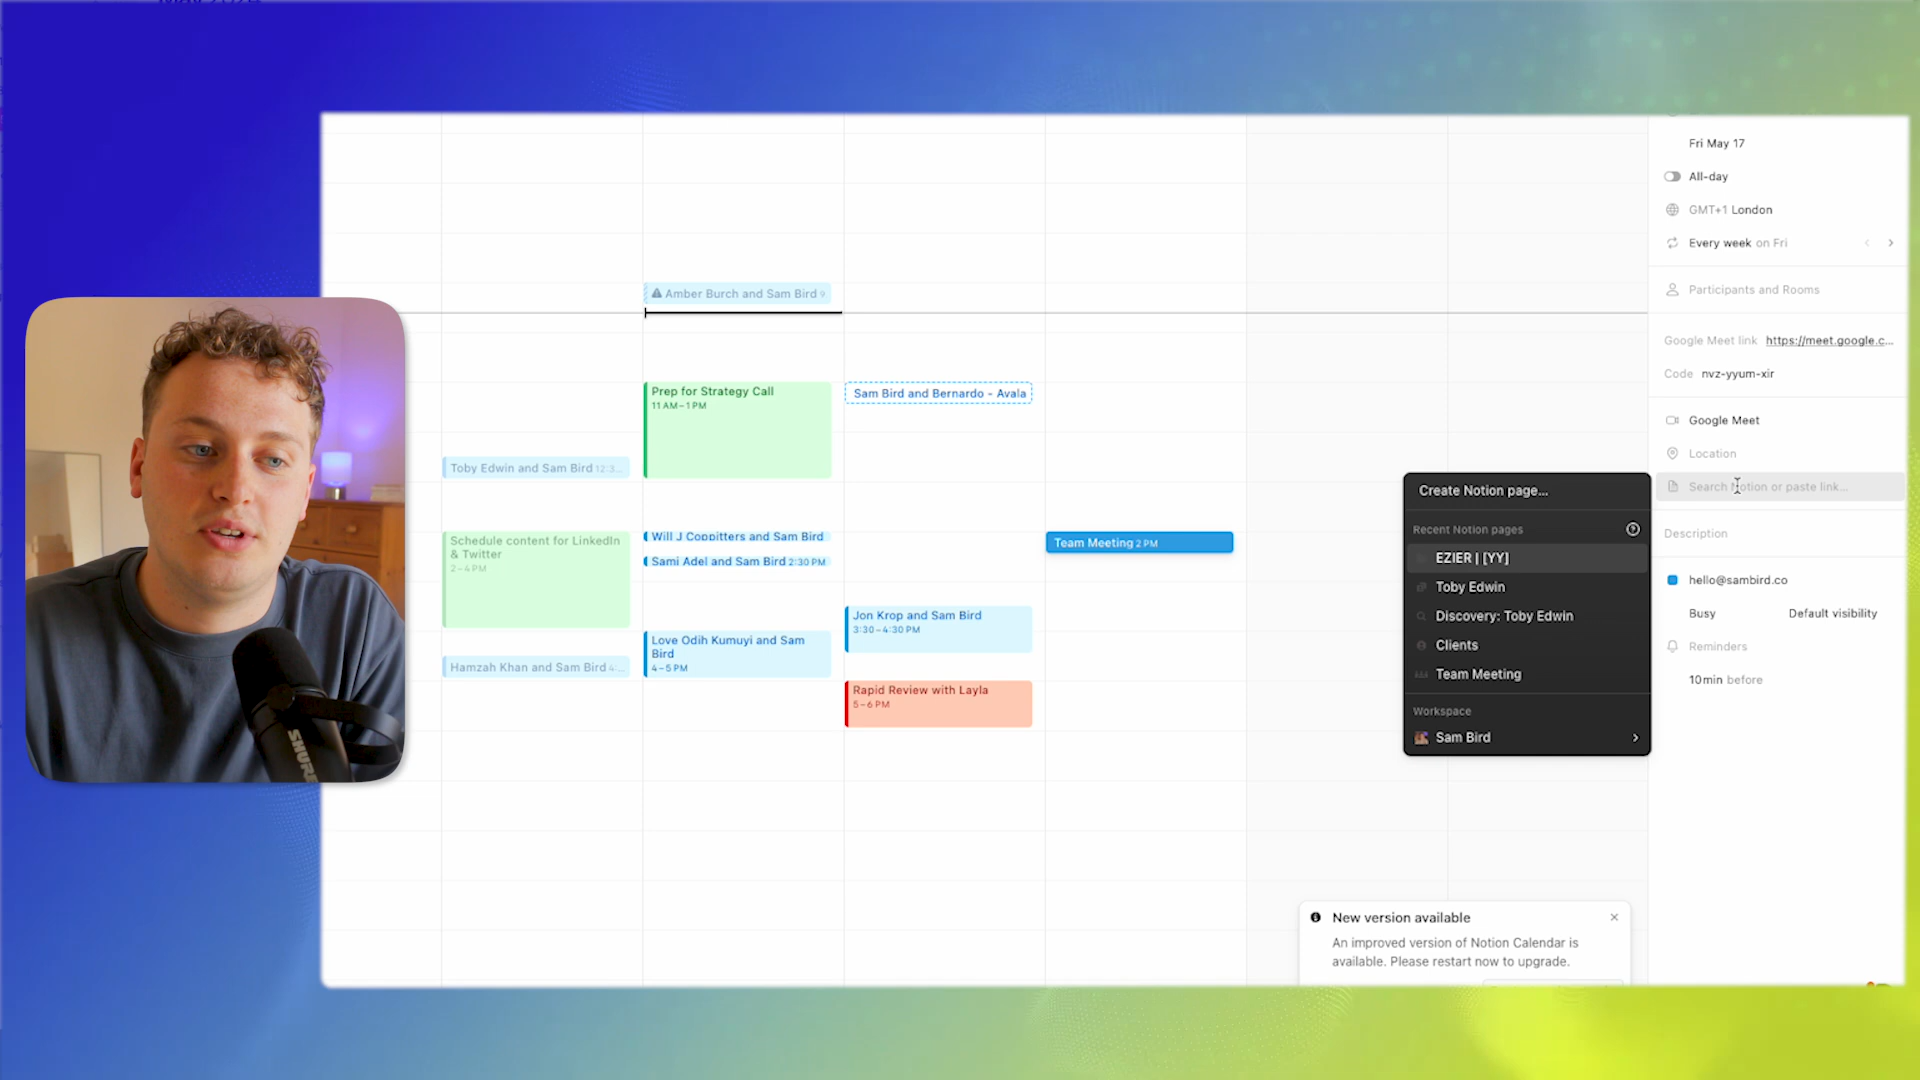 Amber Burch and Sam Bird 9
Prep for Strategy Call
11 AM–1 PM
Sam Bird and Bernardo - Avala
Toby Edwin and Sam Bird 12:3...
Schedule content for LinkedIn
& Twitter
2–4 PM
Will J Coppitters and Sam Bird
Sami Adel and Sam Bird 2:30 PM
Team Meeting 2 PM
Jon Krop and Sam Bird
3:30–4:30 PM
Love Odih Kumuyi and Sam
Bird
4–5 PM
Hamzah Khan and Sam Bird 4:...
Rapid Review with Layla
5–6 PM
SHURE
Create Notion page...
Recent Notion pages
EZIER | [YY]
Toby Edwin
Discovery: Toby Edwin
Clients
Team Meeting
Workspace
Sam Bird
Fri May 17
All-day
GMT+1 London
Every week on Fri
Participants and Rooms
Google Meet link https://meet.google.c...
Code nvz-yyum-xir
Google Meet
Location
Search Notion or paste link...
Description
hello@sambird.co
Busy Default visibility
Reminders
10min before
New version available
An improved version of Notion Calendar is
available. Please restart now to upgrade.